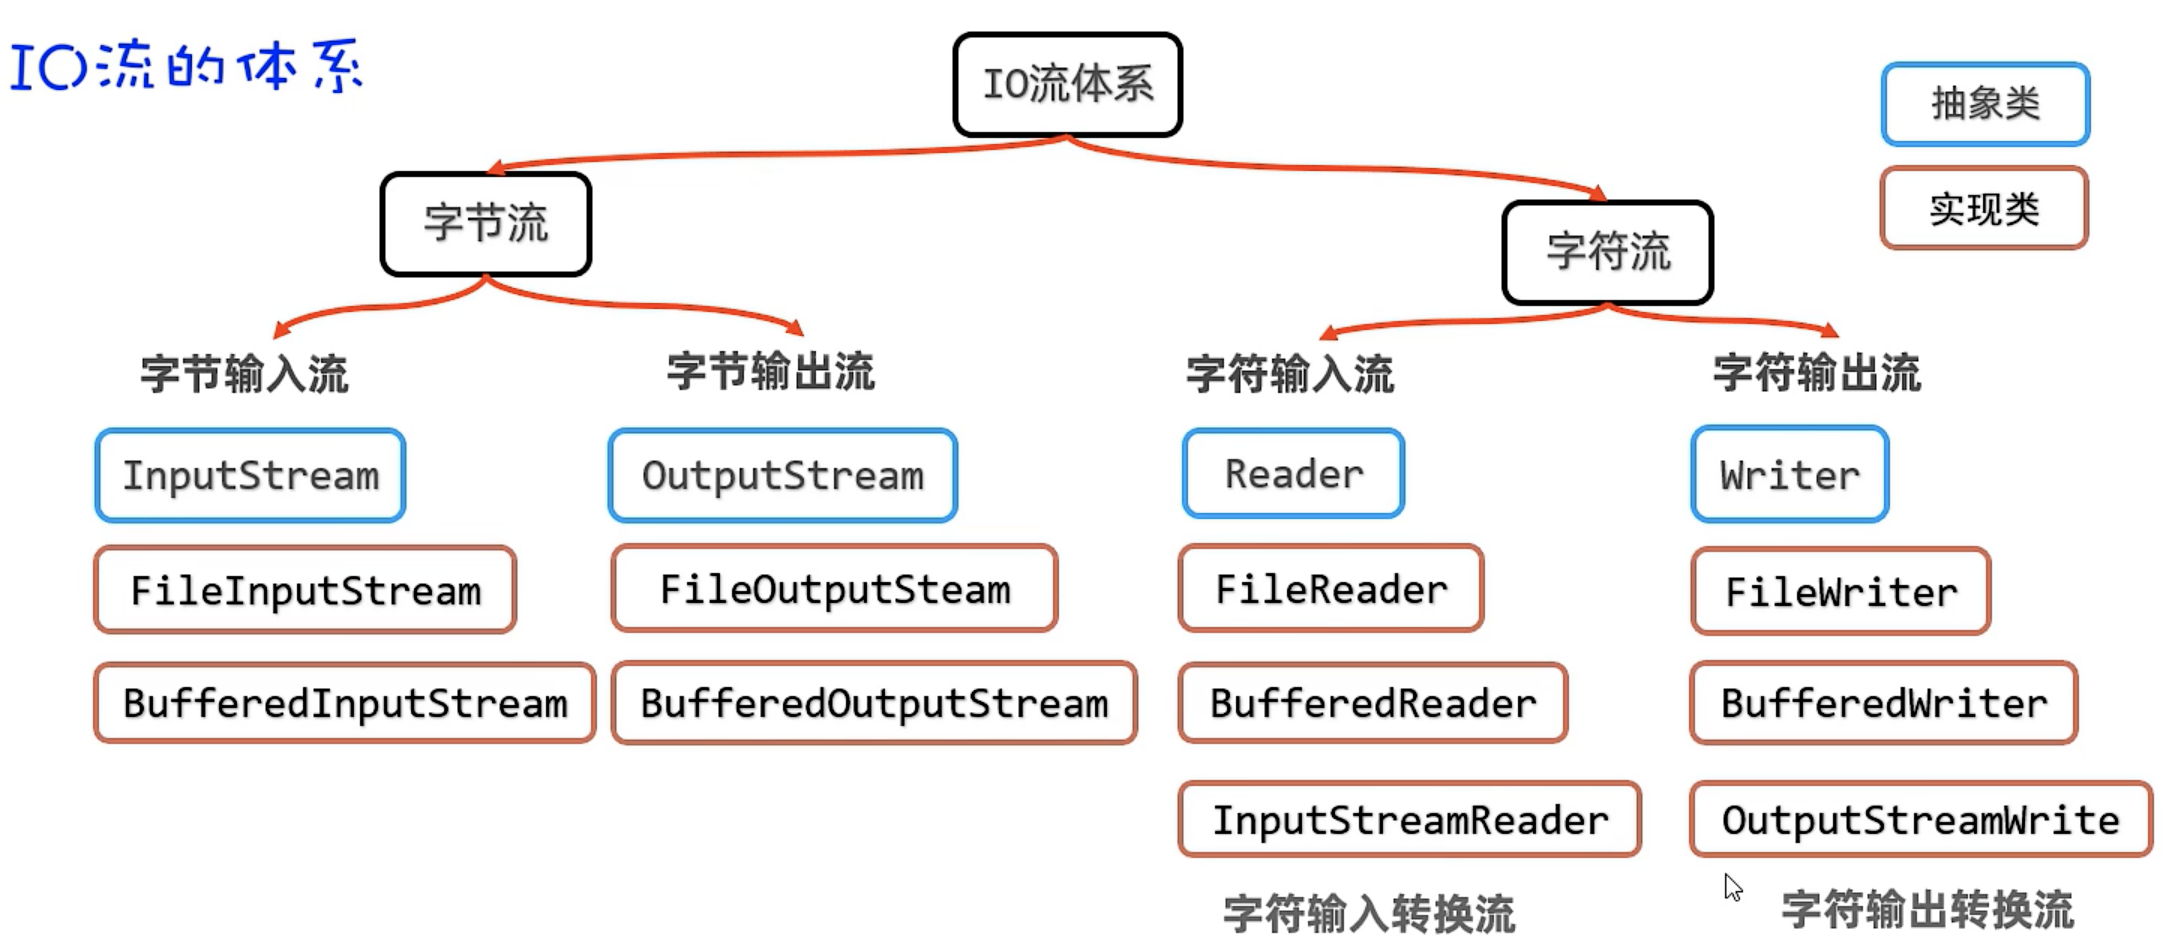 IO流的体系
IO流体系
抽象类
实现类
字节流
字符流
字节输入流
字节输出流
字符输入流
字符输出流
InputStream
OutputStream
Reader
Writer
FileInputStream
FileOutputSteam
FileReader
FileWriter
BufferedInputStream
BufferedOutputStream
BufferedReader
BufferedWriter
InputStreamReader
OutputStreamWrite
字符输入转换流
字符输出转换流